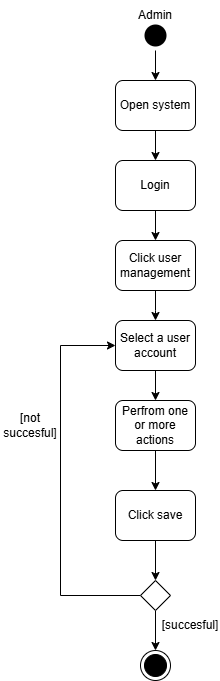 Admin
Open system
Login
Click user
management
Select a user
account
[not
succesful]
Perfrom one
or more
actions
Click save
[succesful]